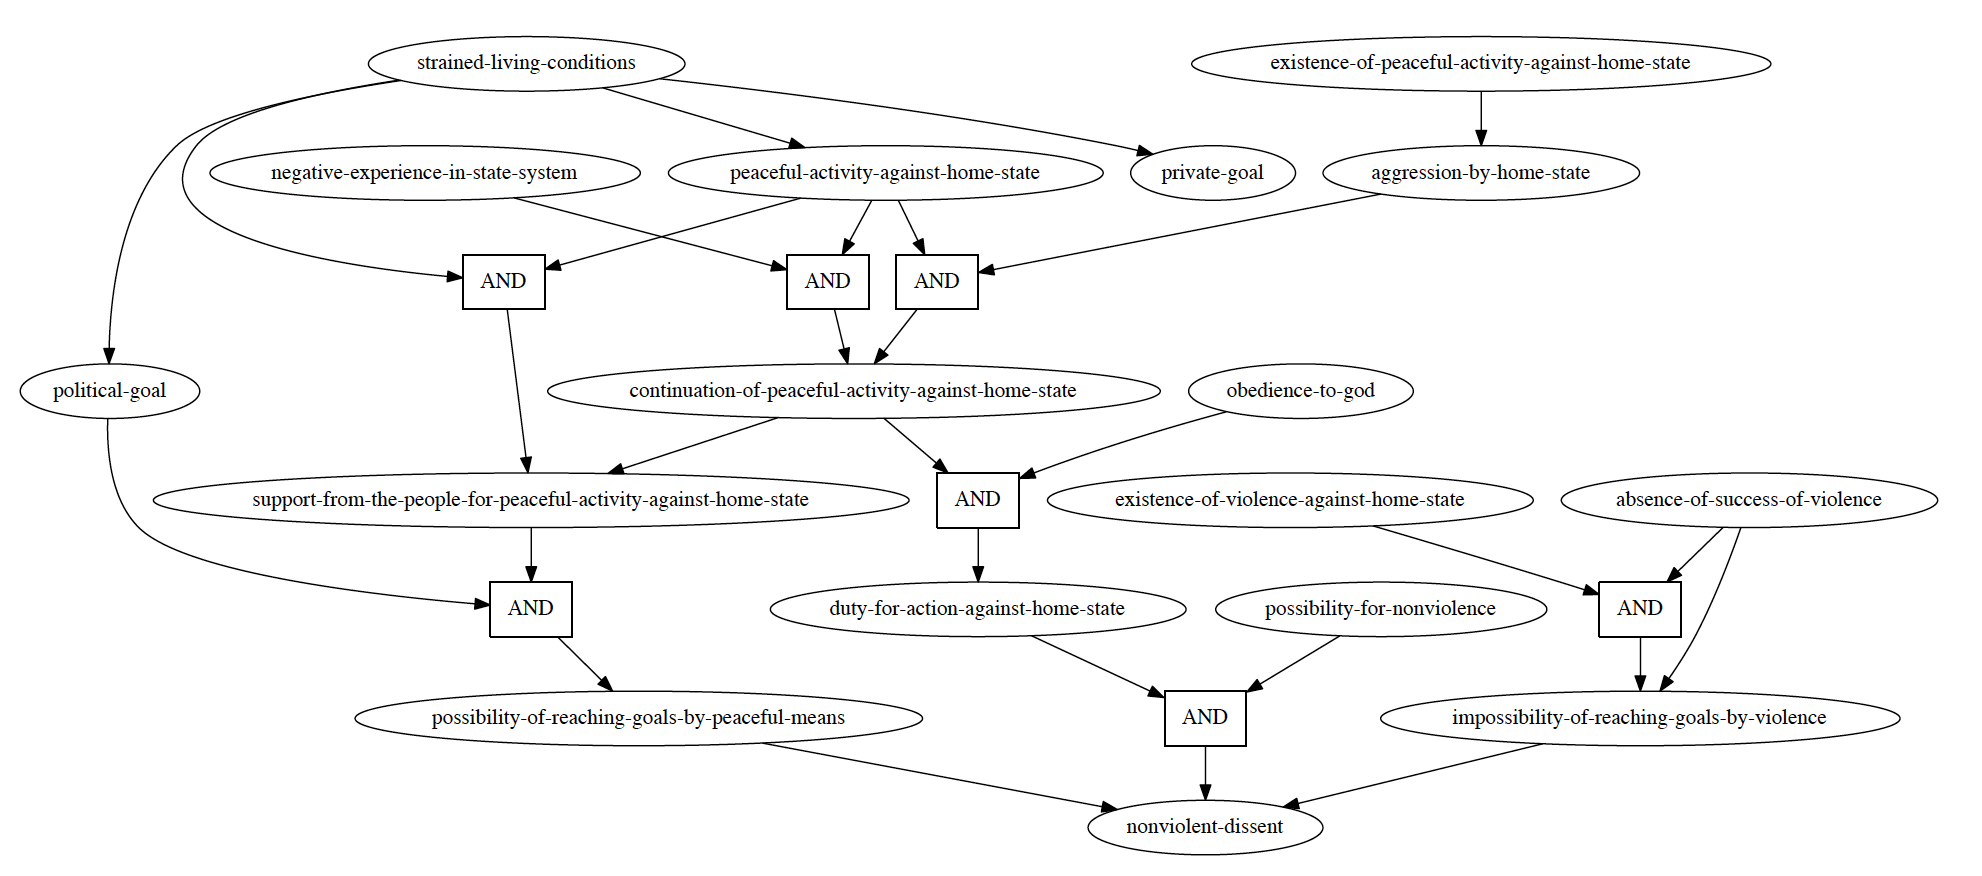 strained-living-conditions
existence-of-peaceful-activity-against-home-state
negative-experience-in-state-system
peaceful-activity-against-home-state
private-goal
aggression-by-home-state
AND
AND
AND
political-goal
continuation-of-peaceful-activity-against-home-state
obedience-to-god
support-from-the-people-for-peaceful-activity-against-home-state
AND
existence-of-violence-against-home-state
absence-of-success-of-violence
AND
duty-for-action-against-home-state
possibility-for-nonviolence
AND
possibility-of-reaching-goals-by-peaceful-means
AND
impossibility-of-reaching-goals-by-violence
nonviolent-dissent